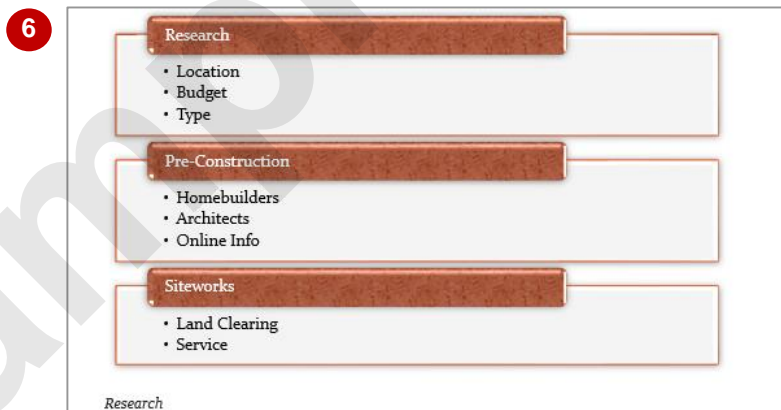 6
Research
• Location
• Budget
• Type
Pre-Construction
• Homebuilders
• Architects
• Online Info
Siteworks
• Land Clearing
• Service
Research